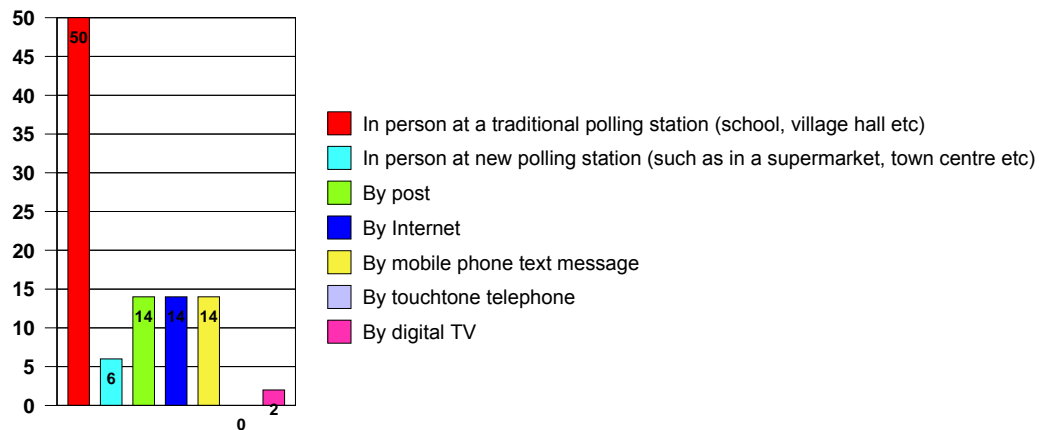 50
45
40
35
30
25
20
15
10
5
0
50
6
14
14
14
0
2
In person at a traditional polling station (school, village hall etc)
In person at new polling station (such as in a supermarket, town centre etc)
By post
By Internet
By mobile phone text message
By touchtone telephone
By digital TV